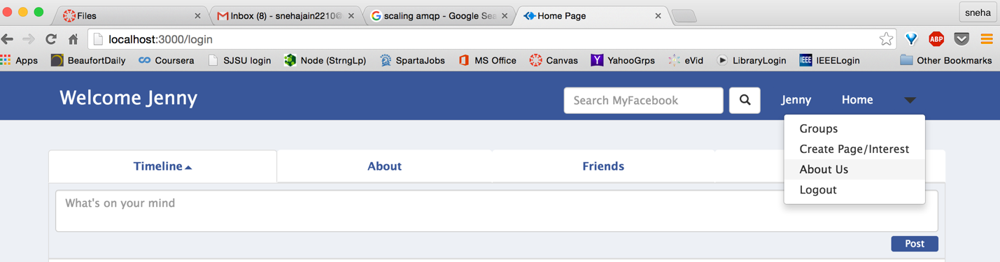 Files
Inbox (8) - snehajain2210@
scaling amqp - Google Sea
Home Page
sneha
localhost:3000/login
ABP
Apps BeaufortDaily Coursera SJSU login Node (StrngLp) SpartaJobs MS Office Canvas YahooGrps eVid LibraryLogin IEEE IEEELogin Other Bookmarks
Welcome Jenny
Search MyFacebook
Jenny Home
Groups
Create Page/Interest
About Us
Logout
Timeline About Friends
What's on your mind
Post